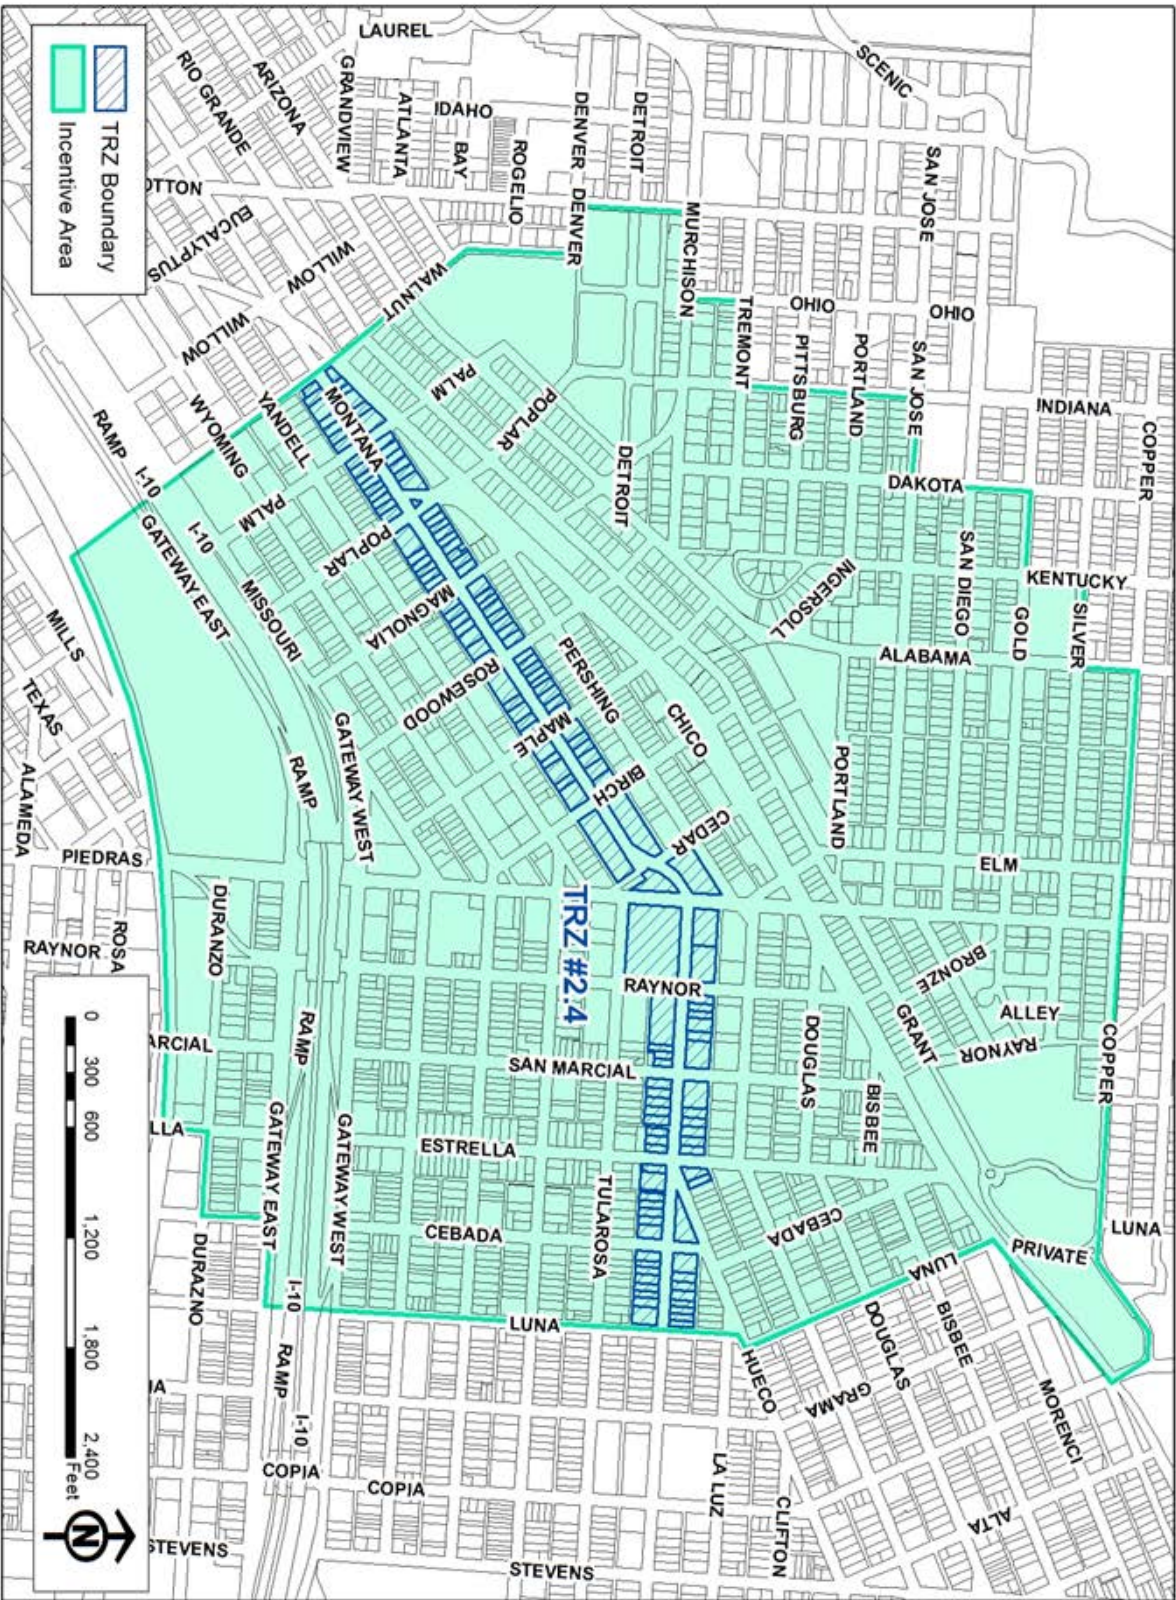 LAUREL
SCENIC
RIO GRANDE
ARIZONA
GRANDVIEW
ATLANTA
IDAHO
BAY
ROGELIO
DENVER
DETROIT
SAN JOSE
TRZ Boundary
Incentive Area
OTTON
EUCALYPTUS
WILLOW
WILLOW
WALNUT
DENVER
DENVER
MURCHISON
OHIO
OHIO
TREMONT
PITTSBURG
PORTLAND
SAN JOSE
INDIANA
COPPER
RAMP
I-10
WYOMING
YANDELL
MONTANA
PALM
POPLAR
DETROIT
DAKOTA
SAN DIEGO
GOLD
KENTUCKY
SILVER
GATEWAY EAST
I-10
PALM
MISSOURI
POPLAR
MAGNOLIA
ROSEWOOD
PERSHING
MAPLE
BIRCH
CHICO
CEDAR
INGERSOLL
ALABAMA
PORTLAND
ELM
MILLS
TEXAS
ALAMEDA
PIEDRAS
RAMP
GATEWAY WEST
DURANZO
ROSA
RAYNOR
TRZ #2.4
RAYNOR
BRONZE
ALLEY
GRANT
RAYNOR
COPPER
DOUGLAS
BISBEE
SAN MARCIAL
RAMP
ARCIAL
LLA
GATEWAY EAST
GATEWAY WEST
ESTRELLA
CEBADA
TULAROSA
CEBADA
LUNA
PRIVATE
LUNA
DURAZNO
I-10
LUNA
HUECO
DOUGLAS
BISBEE
GRAMA
MORENCI
IA
RAMP
I-10
COPIA
COPIA
LA LUZ
CLIFTON
ALTA
STEVENS
STEVENS
0 300 600 1,200 1,800 2,400
Feet
N